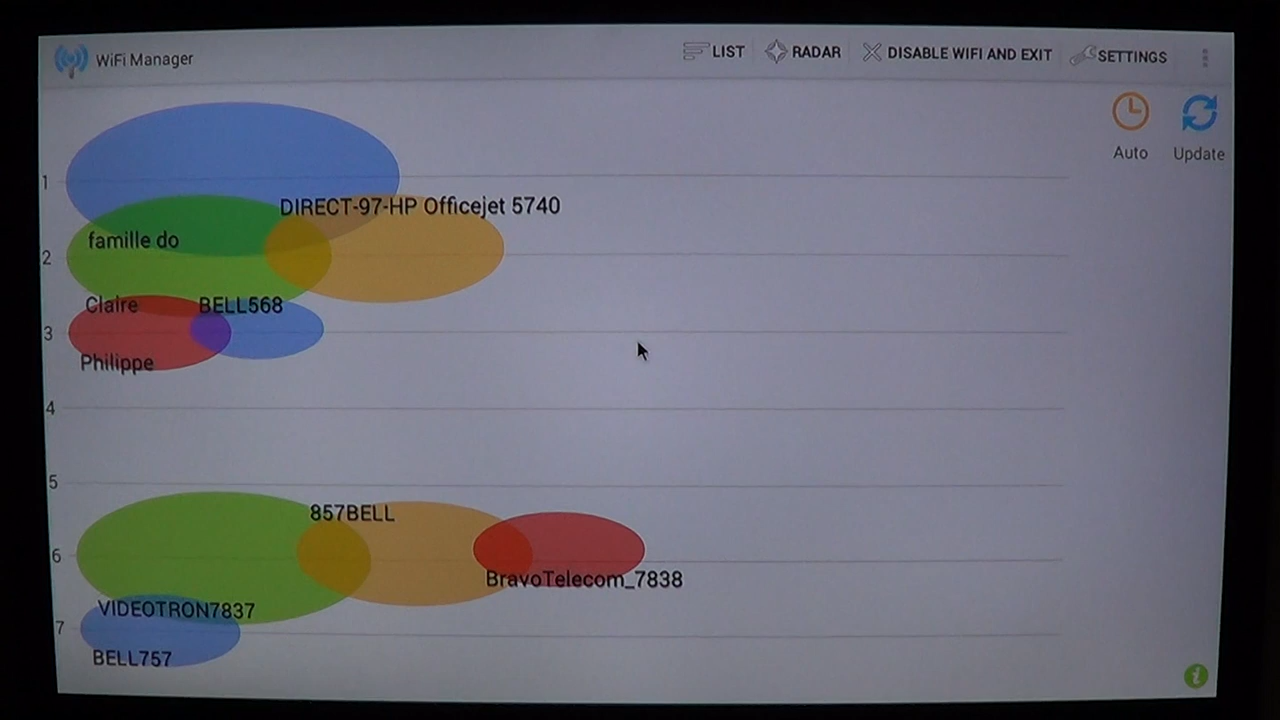 WiFi Manager
LIST
RADAR
DISABLE WIFI AND EXIT
SETTINGS
Auto
Update
1
DIRECT-97-HP Officejet 5740
famille do
2
Claire
BELL568
3
Philippe
4
5
857BELL
6
BravoTelecom_7838
VIDEOTRON7837
7
BELL757
i